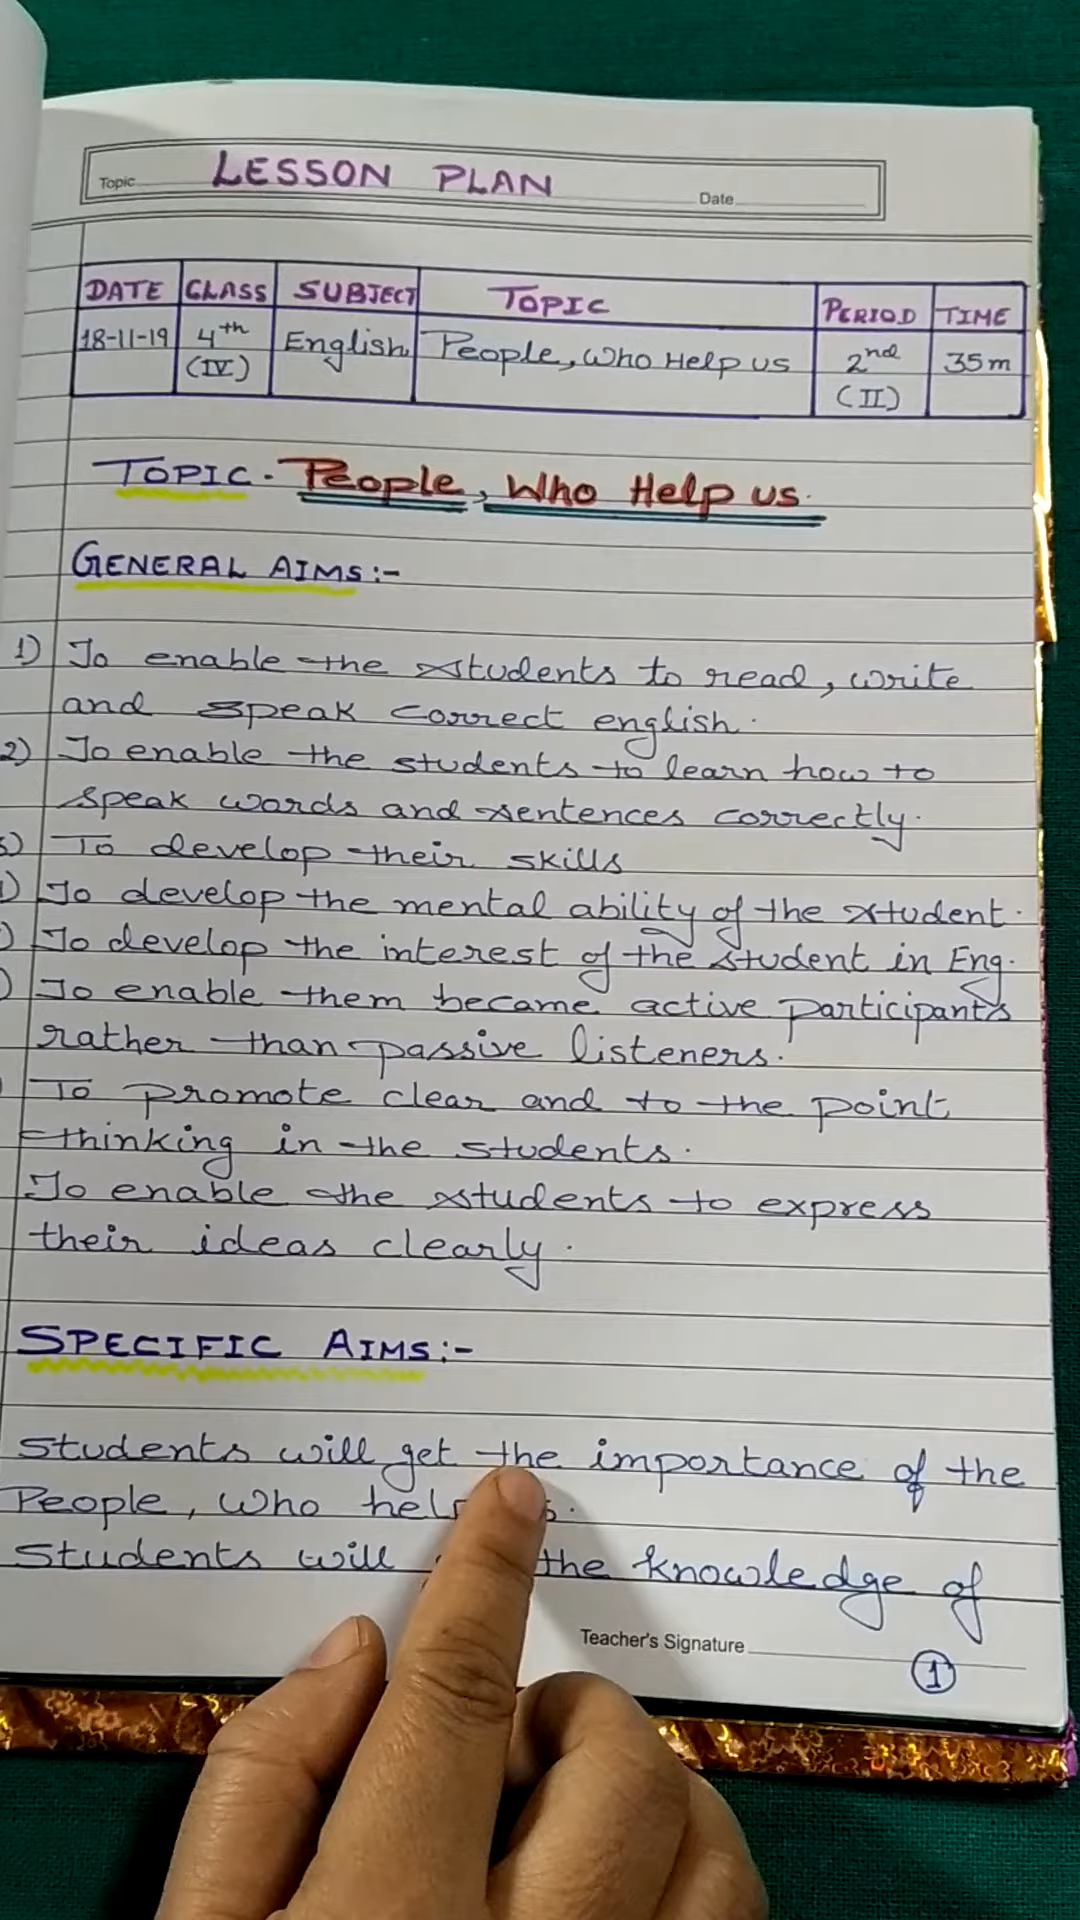 Topic LESSON PLAN
Date
DATE CLASS SUBJECT TOPIC PERIOD TIME
18-11-19 4th English People, Who Help us 2nd 35m
(IV) (II)
TOPIC - People, Who Help us.
GENERAL AIMS:-
1) To enable the students to read, write
and speak correct english.
2) To enable the students to learn how to
speak words and sentences correctly.
) To develop their skills
) To develop the mental ability of the student.
) To develop the interest of the student in Eng.
) To enable them became active participants
rather than passive listeners.
To promote clear and to the point
thinking in the students.
To enable the students to express
their ideas clearly.
SPECIFIC AIMS:-
Students will get the importance of the
People, who
Students will the knowledge of
Teacher's Signature
1